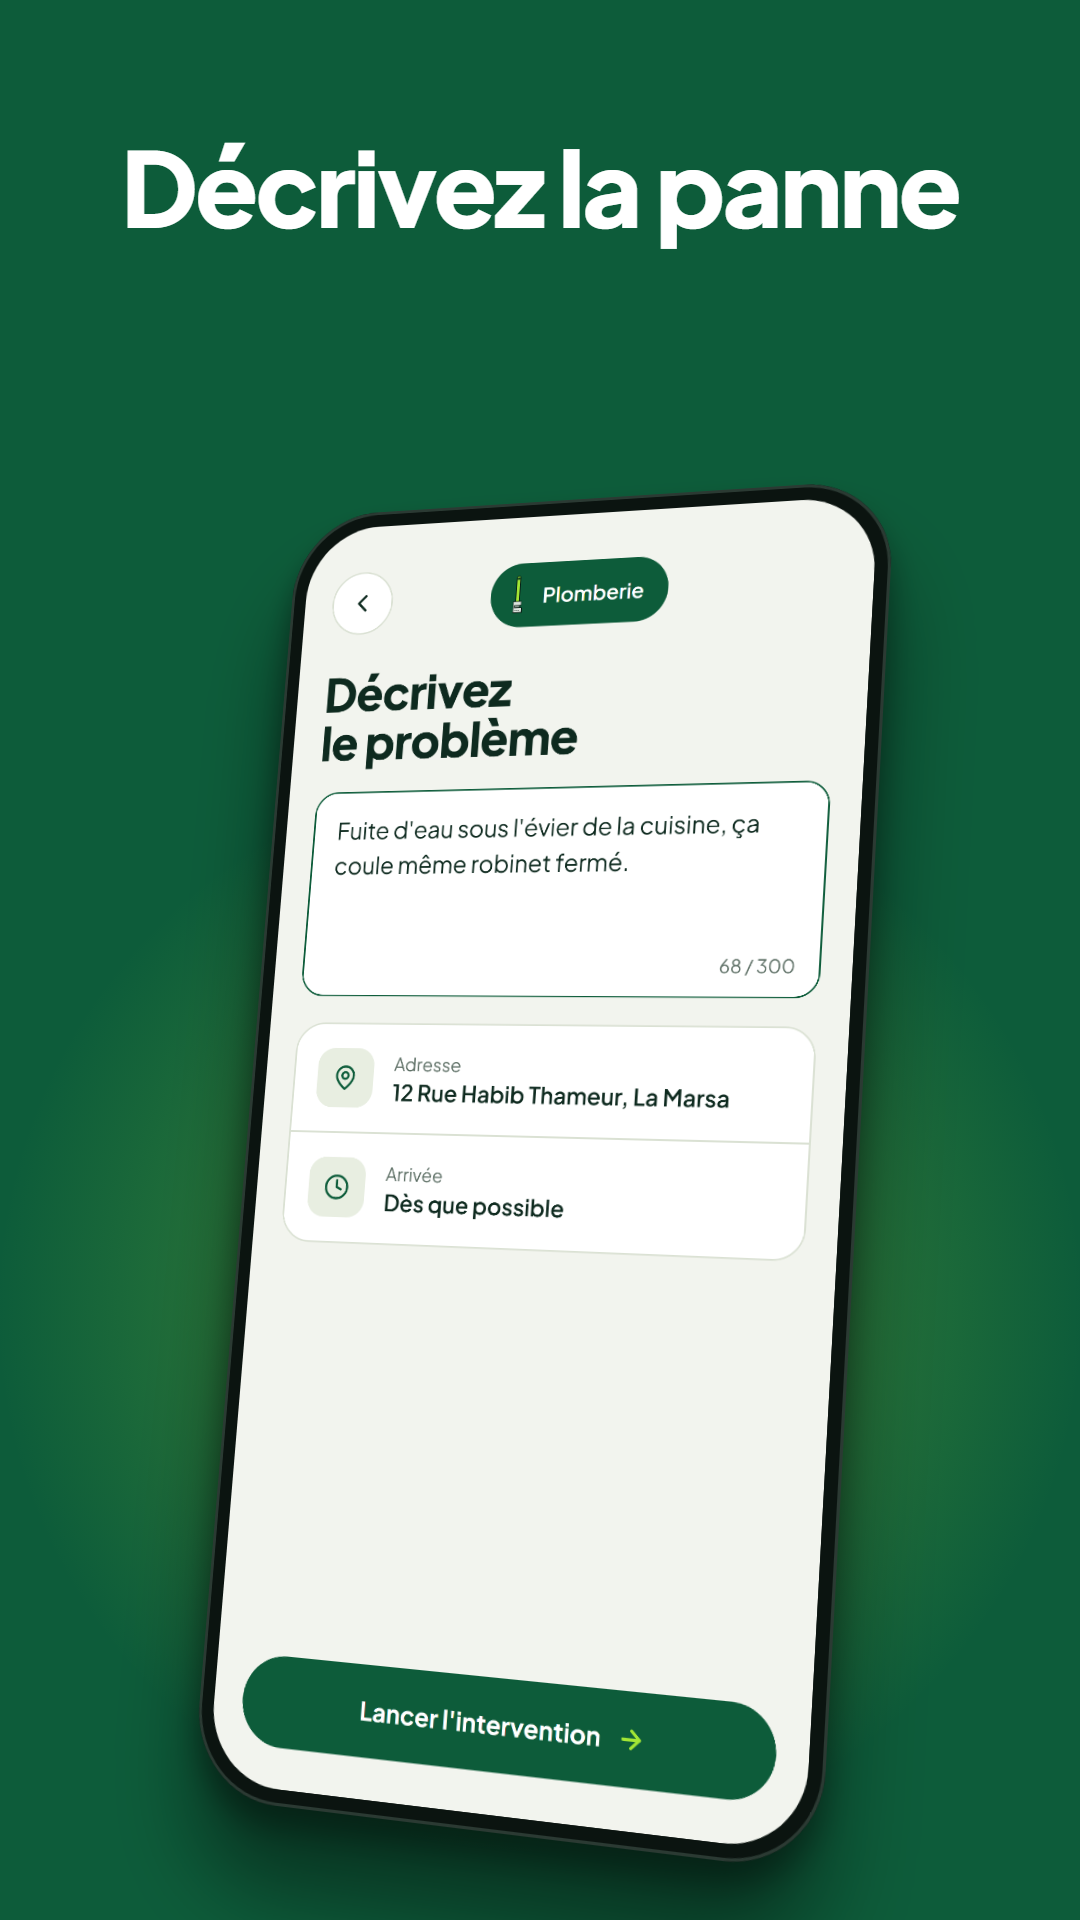 Décrivez la panne
Plomberie
Décrivez
le problème
Fuite d'eau sous l'évier de la cuisine, ça
coule même robinet fermé.
68 / 300
Adresse
12 Rue Habib Thameur, La Marsa
Arrivée
Dès que possible
Lancer l'intervention